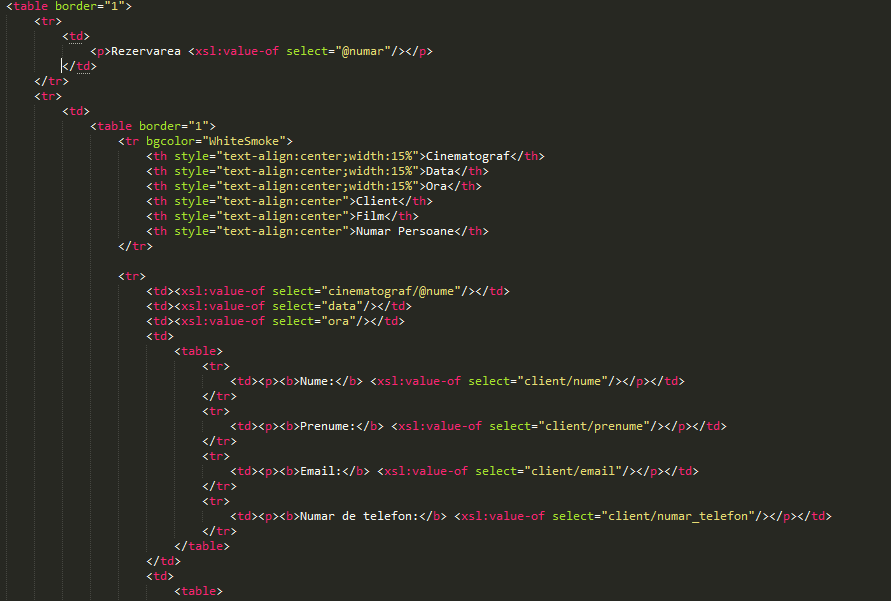 <table border="1">
<tr>
<td>
<p>Rezervarea <xsl:value-of select="@numar"/></p>
</td>
</tr>
<tr>
<td>
<table border="1">
<tr bgcolor="WhiteSmoke">
<th style="text-align:center;width:15%">Cinematograf</th>
<th style="text-align:center;width:15%">Data</th>
<th style="text-align:center;width:15%">Ora</th>
<th style="text-align:center">Client</th>
<th style="text-align:center">Film</th>
<th style="text-align:center">Numar Persoane</th>
</tr>
<tr>
<td><xsl:value-of select="cinematograf/@nume"/></td>
<td><xsl:value-of select="data"/></td>
<td><xsl:value-of select="ora"/></td>
<td>
<table>
<tr>
<td><p><b>Nume:</b> <xsl:value-of select="client/nume"/></p></td>
</tr>
<tr>
<td><p><b>Prenume:</b> <xsl:value-of select="client/prenume"/></p></td>
</tr>
<tr>
<td><p><b>Email:</b> <xsl:value-of select="client/email"/></p></td>
</tr>
<tr>
<td><p><b>Numar de telefon:</b> <xsl:value-of select="client/numar_telefon"/></p></td>
</tr>
</table>
</td>
<td>
<table>